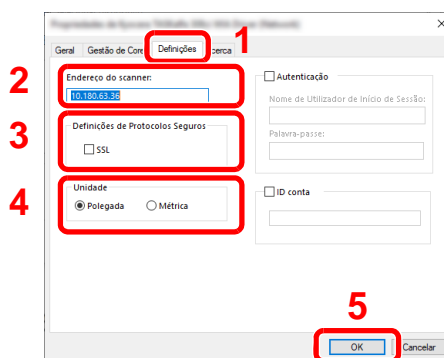 1
Geral Gestão de Core Definições cerca
2
Endereço do scanner:
10.180.63.36
Autenticação
Nome de Utilizador de Início de Sessão:
Palavra-passe:
3
Definições de Protocolos Seguros
SSL
4
Unidade
Polegada Métrica
ID conta
5
OK Cancelar